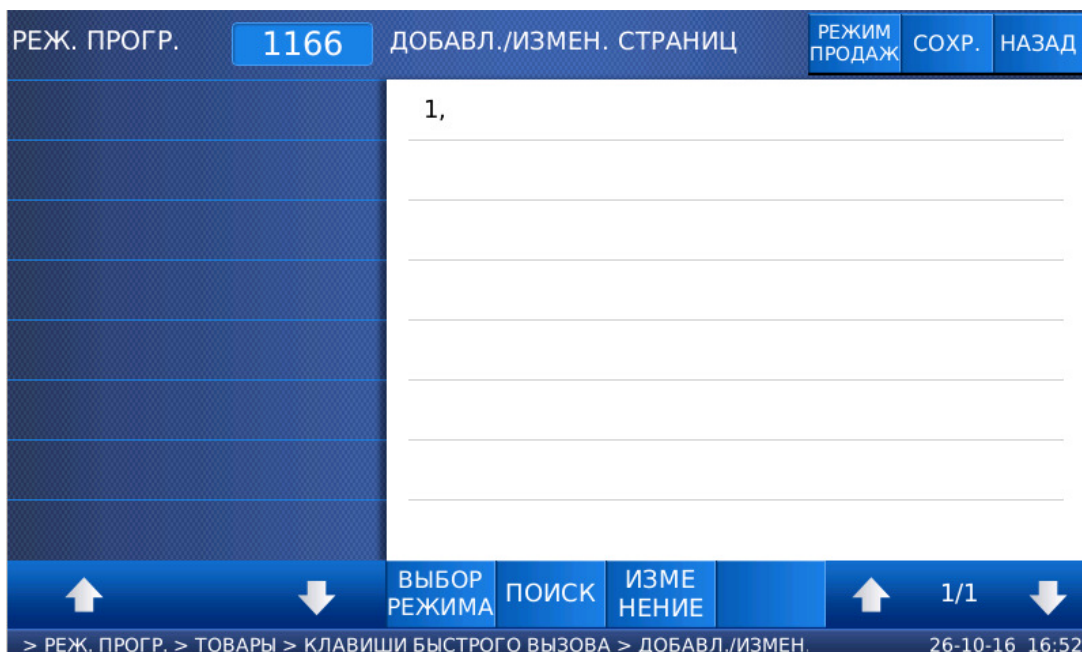 РЕЖ. ПРОГР. 1166 ДОБАВЛ./ИЗМЕН. СТРАНИЦ
РЕЖИМ
ПРОДАЖ
СОХР.
НАЗАД
1,
ВЫБОР
РЕЖИМА
ПОИСК
ИЗМЕ
НЕНИЕ
1/1
> РЕЖ. ПРОГР. > ТОВАРЫ > КЛАВИШИ БЫСТРОГО ВЫЗОВА > ДОБАВЛ./ИЗМЕН. 26-10-16 16:52